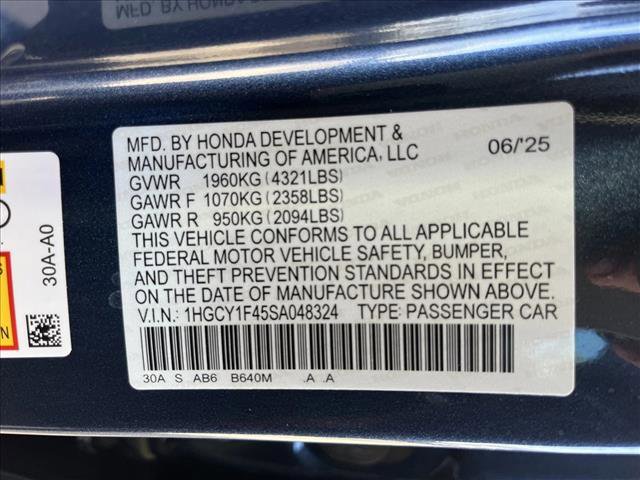 MFD. BY HONDA DEVELOPMENT &
MANUFACTURING OF AMERICA, LLC 06/'25
GVWR 1960KG(4321LBS)
GAWR F 1070KG(2358LBS)
GAWR R 950KG(2094LBS)
THIS VEHICLE CONFORMS TO ALL APPLICABLE
FEDERAL MOTOR VEHICLE SAFETY, BUMPER,
AND THEFT PREVENTION STANDARDS IN EFFECT
ON THE DATE OF MANUFACTURE SHOWN ABOVE.
V.I.N.: 1HGCY1F45SA048324 TYPE: PASSENGER CAR
30A S AB6 B640M .A .A
30A-A0